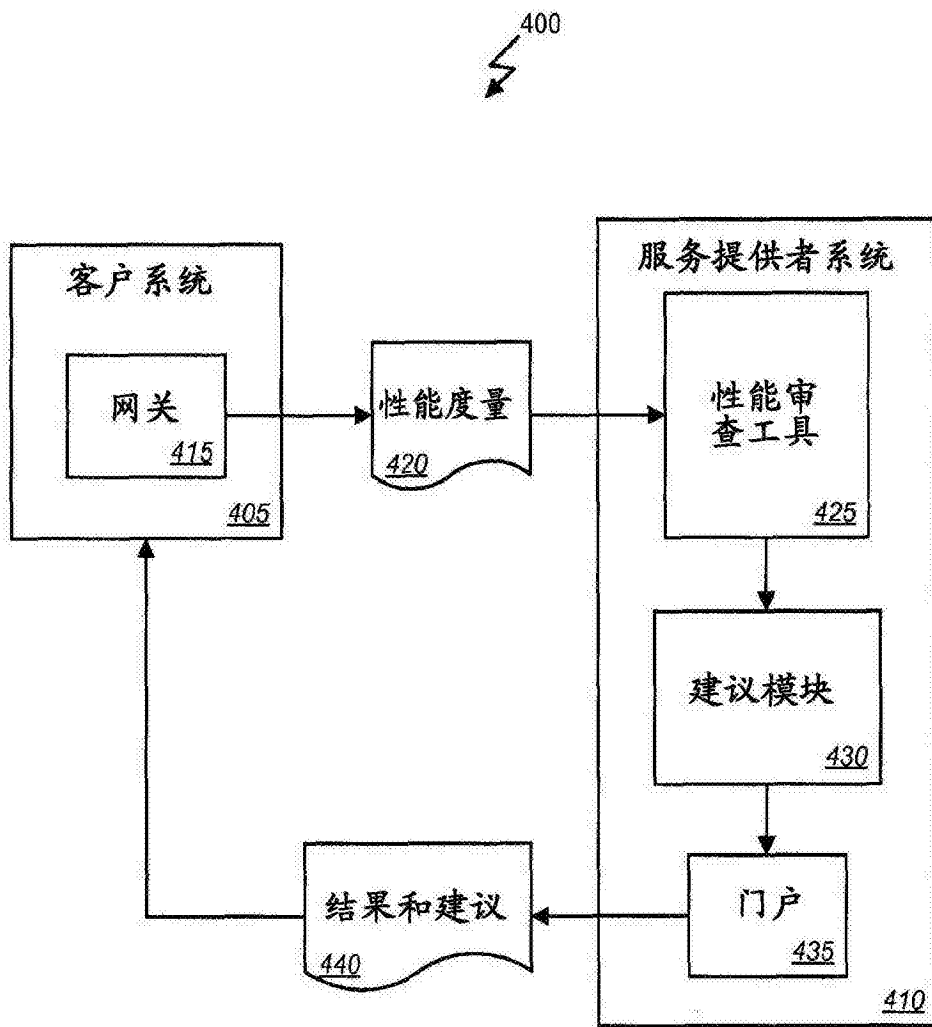 400
客户系统
网关
415
405
性能度量
420
服务提供者系统
性能审
查工具
425
建议模块
430
门户
435
410
结果和建议
440